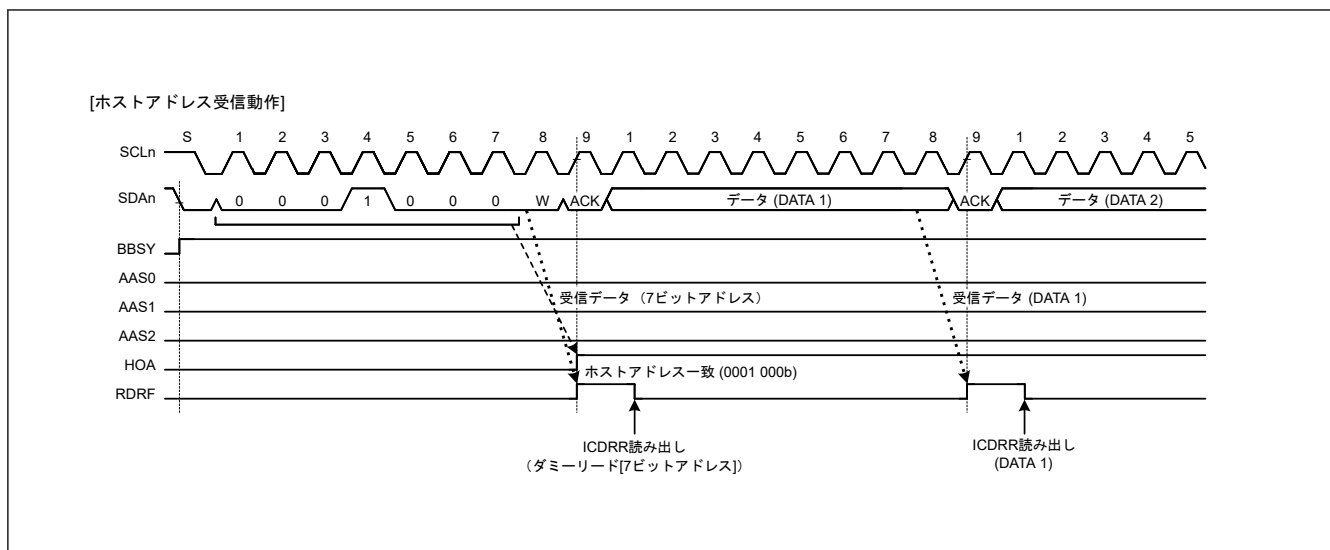 [ホストアドレス受信動作]
S 1 2 3 4 5 6 7 8 9 1 2 3 4 5 6 7 8 9 1 2 3 4 5
SCLn
SDAn 0 0 0 1 0 0 0 W ACK データ (DATA 1) ACK データ (DATA 2)
BBSY
AAS0
AAS1 受信データ（7ビットアドレス） 受信データ (DATA 1)
AAS2
HOA ホストアドレス一致 (0001 000b)
RDRF
ICDRR読み出し
（ダミーリード[7ビットアドレス]）
ICDRR読み出し
(DATA 1)